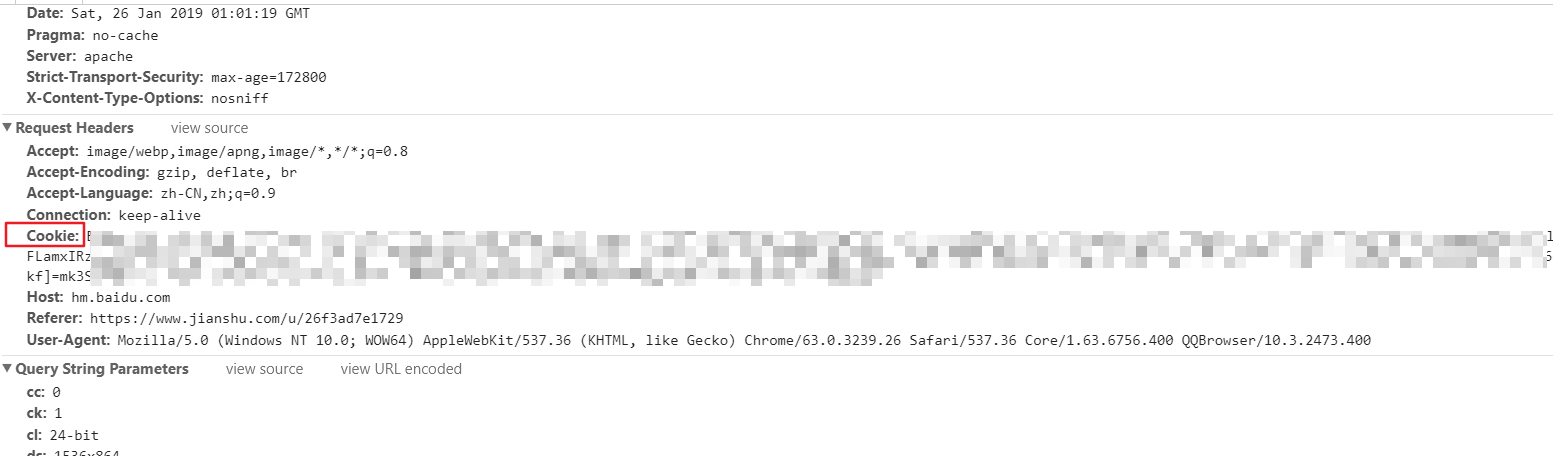 Date: Sat, 26 Jan 2019 01:01:19 GMT
Pragma: no-cache
Server: apache
Strict-Transport-Security: max-age=172800
X-Content-Type-Options: nosniff
▼ Request Headers view source
Accept: image/webp,image/apng,image/*,*/*;q=0.8
Accept-Encoding: gzip, deflate, br
Accept-Language: zh-CN,zh;q=0.9
Connection: keep-alive
Cookie:
FLamxIRz
kf]=mk3S
Host: hm.baidu.com
Referer: https://www.jianshu.com/u/26f3ad7e1729
User-Agent: Mozilla/5.0 (Windows NT 10.0; WOW64) AppleWebKit/537.36 (KHTML, like Gecko) Chrome/63.0.3239.26 Safari/537.36 Core/1.63.6756.400 QQBrowser/10.3.2473.400
▼ Query String Parameters view source view URL encoded
cc: 0
ck: 1
cl: 24-bit
ds: 1536x864